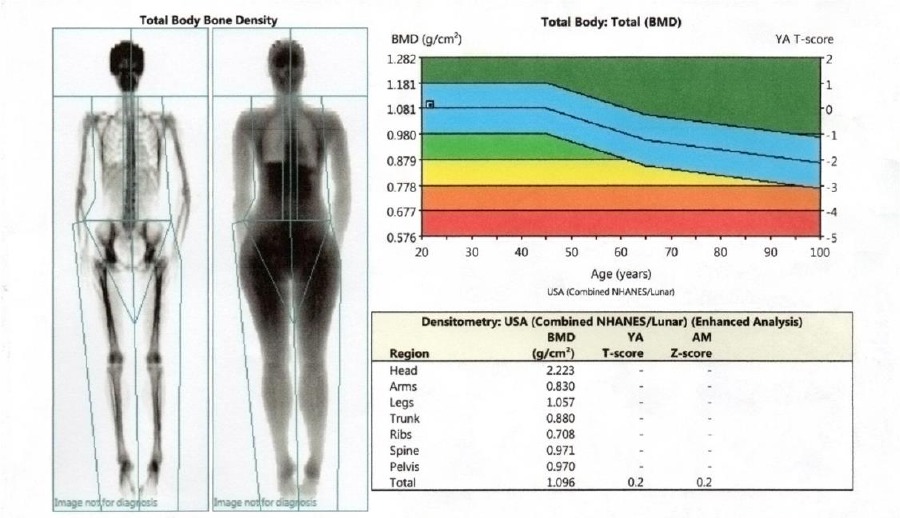 Total Body Bone Density
Image not for diagnosis
Image not for diagnosis
Total Body: Total (BMD)
BMD (g/cm²)
YA T-score
1.282
1.181
1.081
0.980
0.879
0.778
0.677
0.576
2
1
0
-1
-2
-3
-4
-5
20 30 40 50 60 70 80 90 100
Age (years)
USA (Combined NHANES/Lunar)
Densitometry: USA (Combined NHANES/Lunar) (Enhanced Analysis)
BMD YA AM
Region (g/cm²) T-score Z-score
Head 2.223 - -
Arms 0.830 - -
Legs 1.057 - -
Trunk 0.880 - -
Ribs 0.708 - -
Spine 0.971 - -
Pelvis 0.970 - -
Total 1.096 0.2 0.2